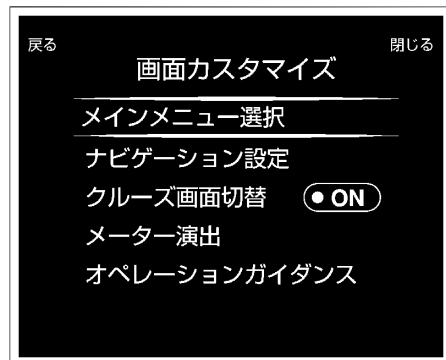 戻る
閉じる
画面カスタマイズ
メインメニュー選択
ナビゲーション設定
クルーズ画面切替 ON
メーター演出
オペレーションガイダンス